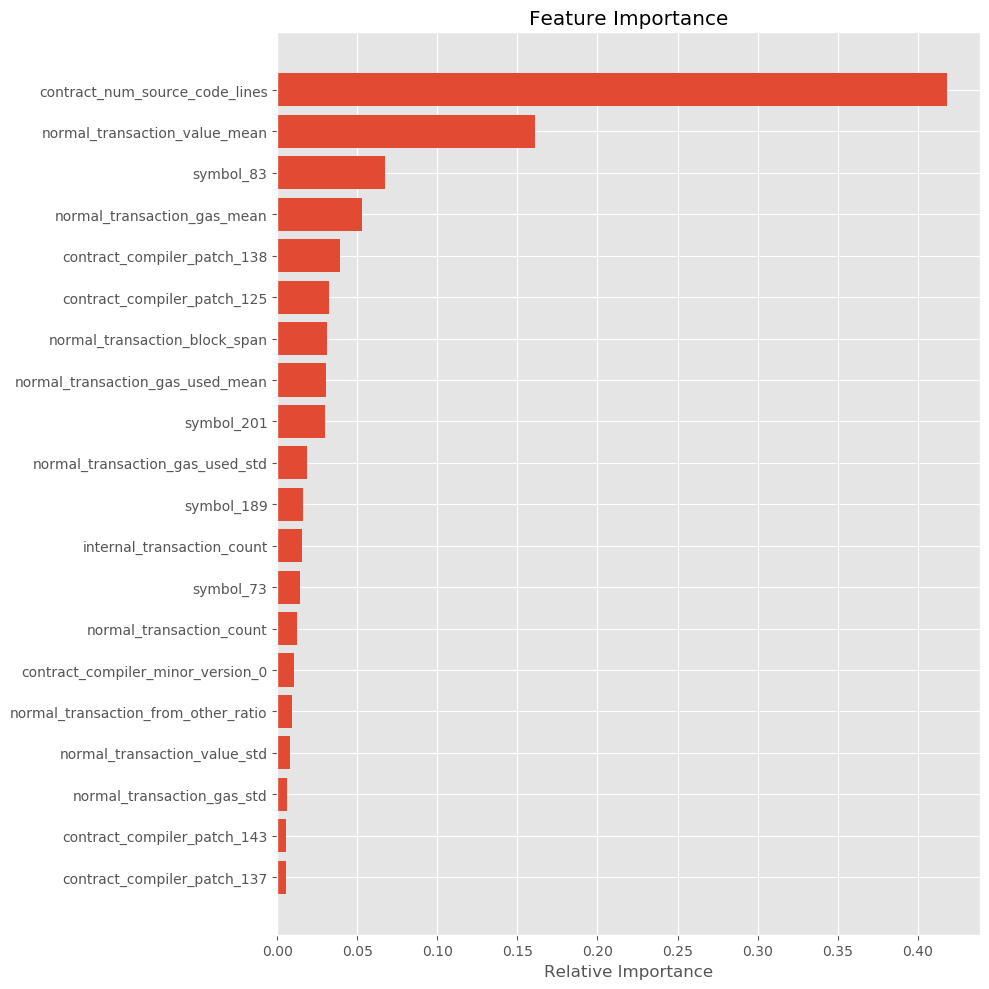 Feature Importance
contract_num_source_code_lines
normal_transaction_value_mean
symbol_83
normal_transaction_gas_mean
contract_compiler_patch_138
contract_compiler_patch_125
normal_transaction_block_span
normal_transaction_gas_used_mean
symbol_201
normal_transaction_gas_used_std
symbol_189
internal_transaction_count
symbol_73
normal_transaction_count
contract_compiler_minor_version_0
normal_transaction_from_other_ratio
normal_transaction_value_std
normal_transaction_gas_std
contract_compiler_patch_143
contract_compiler_patch_137
0.00 0.05 0.10 0.15 0.20 0.25 0.30 0.35 0.40
Relative Importance